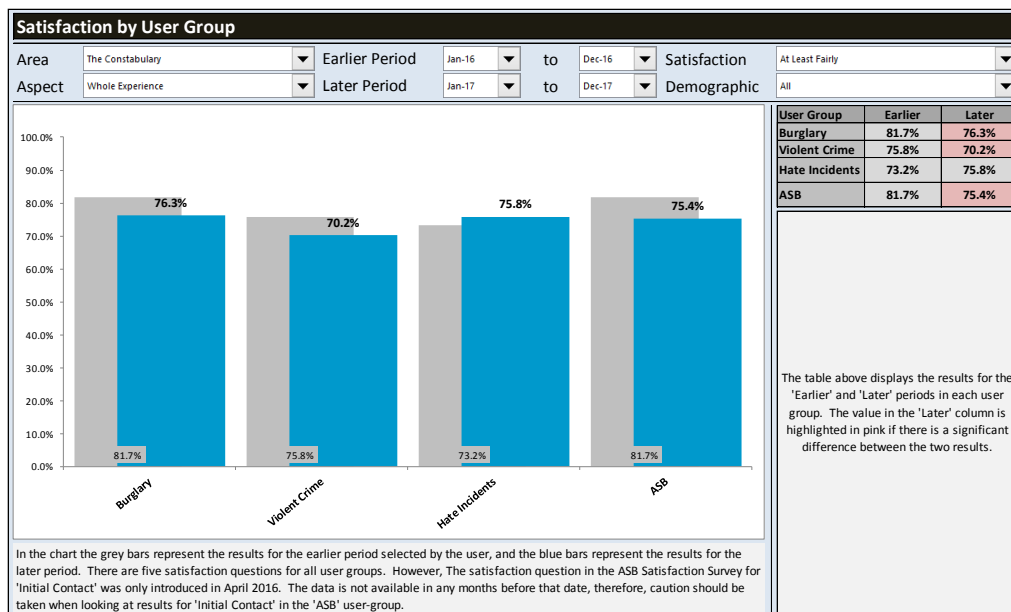 Satisfaction by User Group
Area The Constabulary Earlier Period Jan-16 to Dec-16 Satisfaction At Least Fairly
Aspect Whole Experience Later Period Jan-17 to Dec-17 Demographic All
100.0%
90.0%
80.0%
70.0%
60.0%
50.0%
40.0%
30.0%
20.0%
10.0%
0.0%
76.3% 70.2% 75.8% 75.4%
81.7% 75.8% 73.2% 81.7%
Burglary Violent Crime Hate Incidents ASB
User Group Earlier Later
Burglary 81.7% 76.3%
Violent Crime 75.8% 70.2%
Hate Incidents 73.2% 75.8%
ASB 81.7% 75.4%
The table above displays the results for the
'Earlier' and 'Later' periods in each user
group. The value in the 'Later' column is
highlighted in pink if there is a significant
difference between the two results.
In the chart the grey bars represent the results for the earlier period selected by the user, and the blue bars represent the results for the
later period. There are five satisfaction questions for all user groups. However, The satisfaction question in the ASB Satisfaction Survey for
'Initial Contact' was only introduced in April 2016. The data is not available in any months before that date, therefore, caution should be
taken when looking at results for 'Initial Contact' in the 'ASB' user-group.